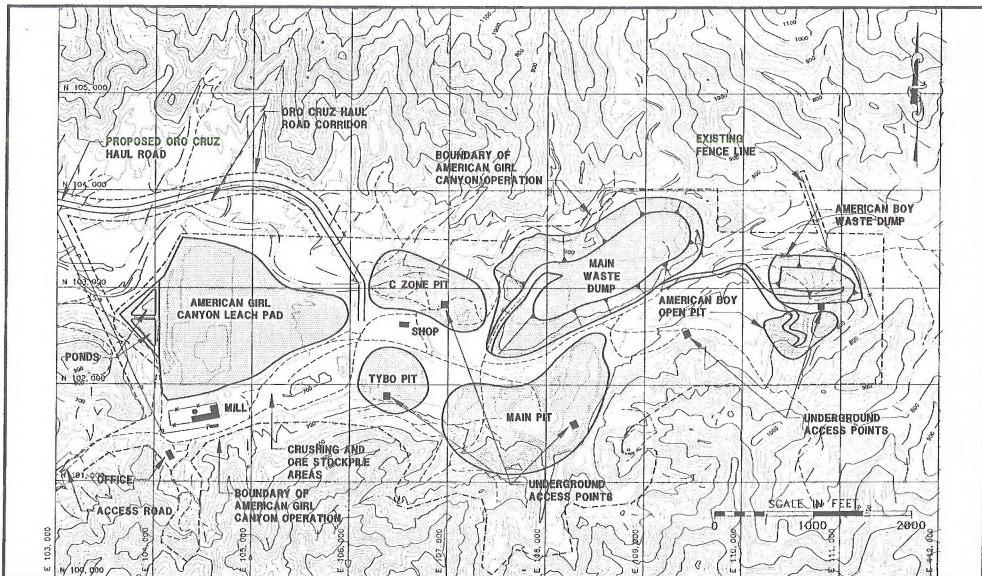 N 105,000
ORO CRUZ HAUL
ROAD CORRIDOR
PROPOSED ORO CRUZ
HAUL ROAD
EXISTING
FENCE LINE
BOUNDARY OF
AMERICAN GIRL
CANYON OPERATION
N 104,000
AMERICAN BOY
WASTE DUMP
MAIN
WASTE
DUMP
N 103,000
C ZONE PIT
AMERICAN GIRL
CANYON LEACH PAD
AMERICAN BOY
OPEN PIT
SHOP
PONDS
N 102,000
TYBO PIT
MILL
MAIN PIT
UNDERGROUND
ACCESS POINTS
CRUSHING AND
ORE STOCKPILE
AREAS
N 101,000
OFFICE
UNDERGROUND
ACCESS POINTS
BOUNDARY OF
AMERICAN GIRL
CANYON OPERATION
ACCESS ROAD
SCALE IN FEET
0 1000 2000
N 100,000
E 103,000
E 104,000
E 105,000
E 106,000
E 107,000
E 108,000
E 109,000
E 110,000
E 111,000
E 112,000